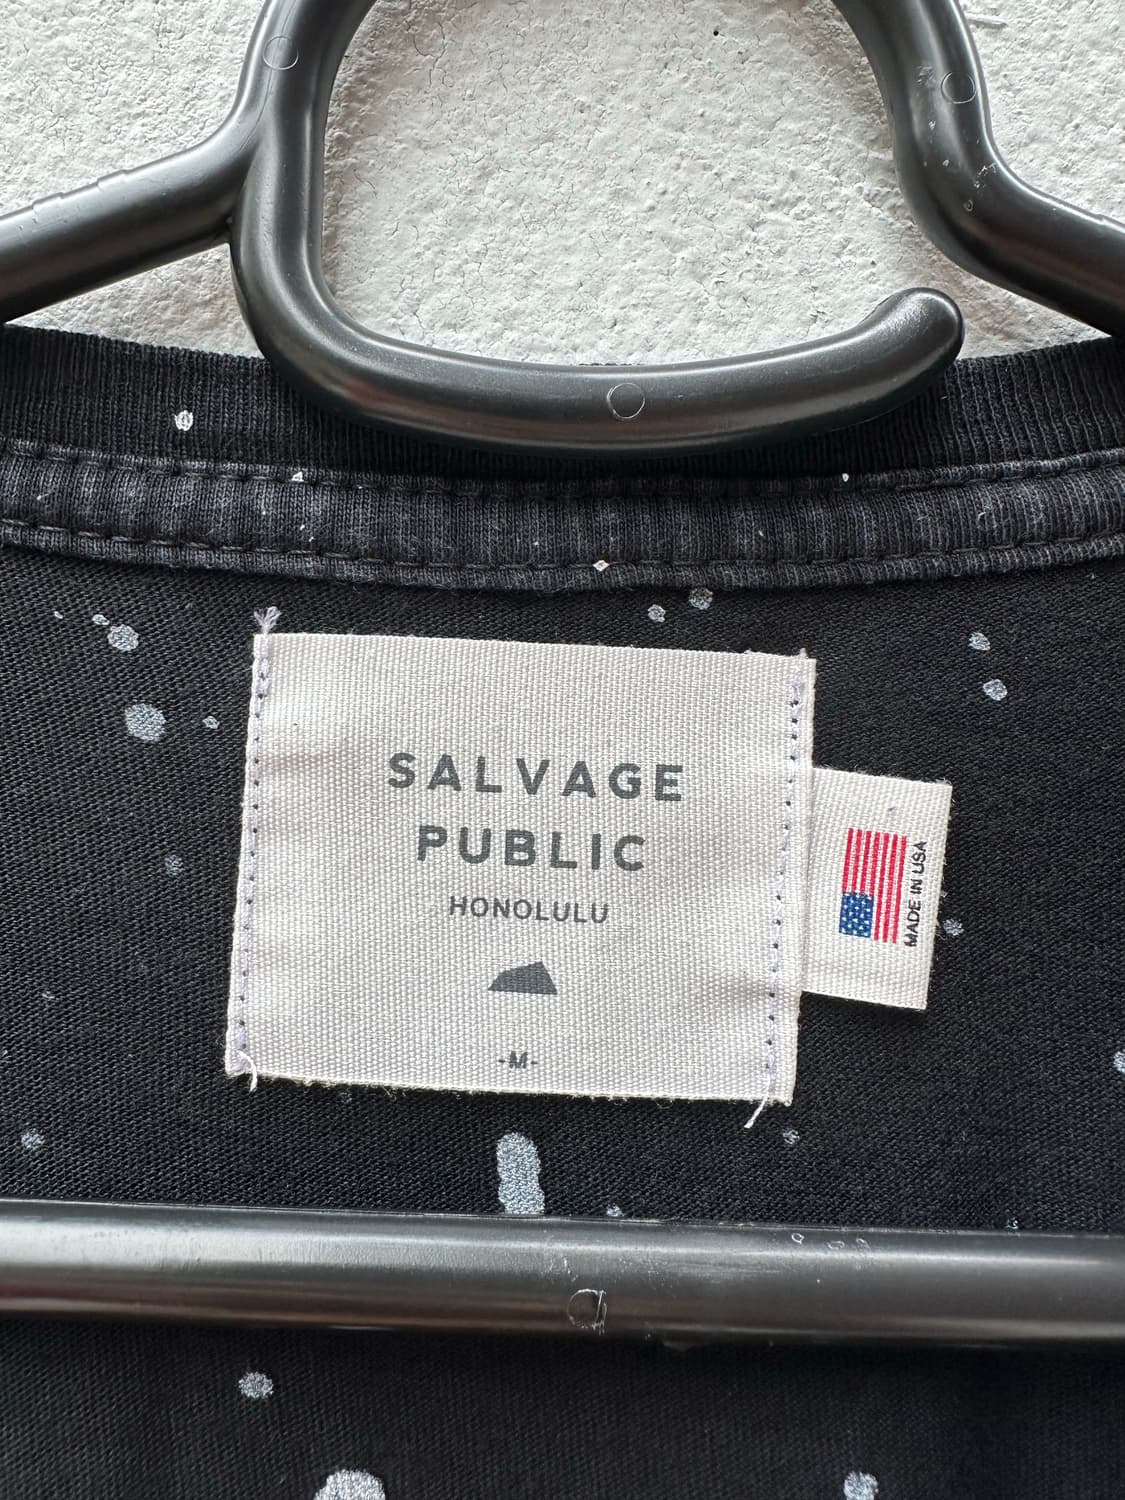 SALVAGE
PUBLIC
HONOLULU
-M-
MADE IN USA